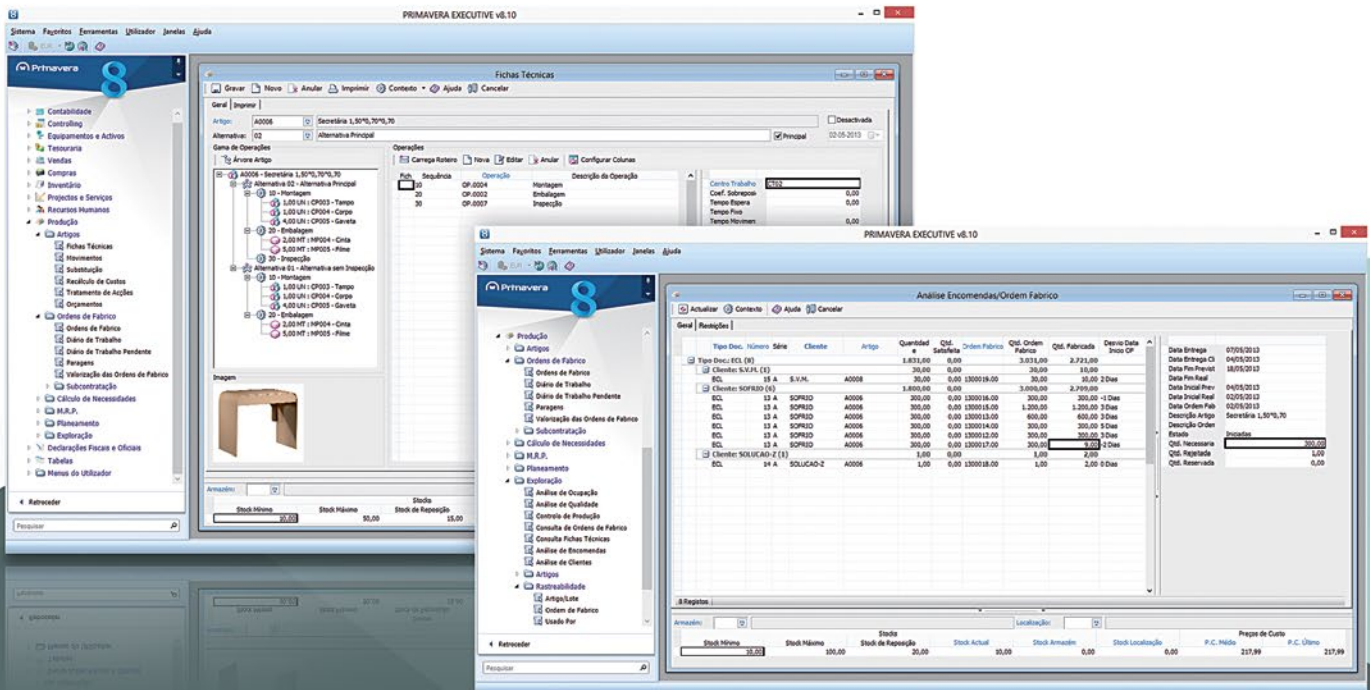 PRIMAVERA EXECUTIVE v8.10
Sistema Favoritos Ferramentas Utilizador Janelas Ajuda
EUR
Primavera 8
Contabilidade
Controlling
Equipamentos e Activos
Tesouraria
Vendas
Compras
Inventário
Projectos e Serviços
Recursos Humanos
Produção
Artigos
Fichas Técnicas
Movimentos
Substituição
Recálculo de Custos
Tratamento de Acções
Orçamentos
Ordens de Fabrico
Ordens de Fabrico
Diário de Trabalho
Diário de Trabalho Pendente
Paragens
Valorização das Ordens de Fabrico
Subcontratação
Cálculo de Necessidades
M.R.P.
Planeamento
Exploração
Declarações Fiscais e Oficiais
Tabelas
Menus do Utilizador
Retroceder
Pesquisar
Fichas Técnicas
Gravar Novo Anular Imprimir Contexto Ajuda Cancelar
Geral Imprimir
Artigo: A0006 Secretária 1,50*0,70*0,70 Desactivada
Alternativa: 02 Alternativa Principal Principal 02-05-2013
Gama de Operações
Árvore Artigo
A0006 - Secretária 1,50*0,70*0,70
Alternativa 02 - Alternativa Principal
10 - Montagem
1,00 UN : CP003 - Tampo
1,00 UN : CP004 - Corpo
4,00 UN : CP005 - Gaveta
20 - Embalagem
2,00 MT : MP004 - Cinta
5,00 MT : MP005 - Filme
30 - Inspecção
Alternativa 01 - Alternativa sem Inspecção
10 - Montagem
1,00 UN : CP003 - Tampo
1,00 UN : CP004 - Corpo
4,00 UN : CP005 - Gaveta
20 - Embalagem
2,00 MT : MP004 - Cinta
5,00 MT : MP005 - Filme
Imagem
Operações
Carrega Roteiro Nova Editar Anular Configurar Colunas
Fich Sequência Operação Descrição da Operação
10 OP.0004 Montagem
20 OP.0002 Embalagem
30 OP.0007 Inspecção
Centro Trabalho CT02
Coef. Sobreposi 0,00
Tempo Espera 0,00
Tempo Fixo
Tempo Movimen 0,00
Armazém:
Stocks
Stock Mínimo Stock Máximo Stock de Reposição
10,00 50,00 15,00
PRIMAVERA EXECUTIVE v8.10
Sistema Favoritos Ferramentas Utilizador Janelas Ajuda
EUR
Primavera 8
Produção
Artigos
Ordens de Fabrico
Ordens de Fabrico
Diário de Trabalho
Diário de Trabalho Pendente
Paragens
Valorização das Ordens de Fabrico
Subcontratação
Cálculo de Necessidades
M.R.P.
Planeamento
Exploração
Análise de Ocupação
Análise de Qualidade
Controlo de Produção
Consulta de Ordens de Fabrico
Consulta Fichas Técnicas
Análise de Encomendas
Análise de Clientes
Artigos
Rastreabilidade
Artigo/Lote
Ordem de Fabrico
Usado Por
Retroceder
Pesquisar
Análise Encomendas/Ordem Fabrico
Actualizar Contexto Ajuda Cancelar
Geral Restrições
Tipo Doc. Número Série Cliente Artigo Quantidad e Qtd. Satisfeita Ordem Fabrico Qtd. Ordem Fabrico Qtd. Fabricada Desvio Data Inicio OF
Tipo Doc.: ECL (8) 1.831,00 0,00 3.031,00 2.721,00
Cliente: S.V.M. (1) 30,00 0,00 30,00 10,00
ECL 15 A S.V.M. A0006 30,00 0,00 1300019.00 30,00 10,00 2 Dias
Cliente: SOFRIO (6) 1.800,00 0,00 3.000,00 2.709,00
ECL 13 A SOFRIO A0006 300,00 0,00 1300016.00 300,00 300,00 -1 Dias
ECL 13 A SOFRIO A0006 300,00 0,00 1300015.00 1.200,00 1.200,00 3 Dias
ECL 13 A SOFRIO A0006 300,00 0,00 1300013.00 600,00 600,00 3 Dias
ECL 13 A SOFRIO A0006 300,00 0,00 1300014.00 300,00 300,00 5 Dias
ECL 13 A SOFRIO A0006 300,00 0,00 1300012.00 300,00 300,00 3 Dias
ECL 13 A SOFRIO A0006 300,00 0,00 1300017.00 300,00 9,00 -2 Dias
Cliente: SOLUCAO-Z (1) 1,00 0,00 1,00 2,00
ECL 14 A SOLUCAO-Z A0006 1,00 0,00 1300018.00 1,00 2,00 0 Dias
8 Registos
Data Entrega 07/05/2013
Data Entrega Cli 04/05/2013
Data Fim Previst 18/05/2013
Data Fim Real
Data Inicial Prev 04/05/2013
Data Inicial Real 02/05/2013
Data Ordem Fab 02/05/2013
Descrição Artigo Secretária 1,50*0,70
Descrição Orden
Estado Iniciadas
Qtd. Necessaria 300,00
Qtd. Rejeitada 1,00
Qtd. Reservada 0,00
Armazém: Localização:
Stocks Preços de Custo
Stock Mínimo Stock Máximo Stock de Reposição Stock Actual Stock Armazém Stock Localização P.C. Médio P.C. Último
10,00 100,00 20,00 10,00 0,00 0,00 217,99 217,99